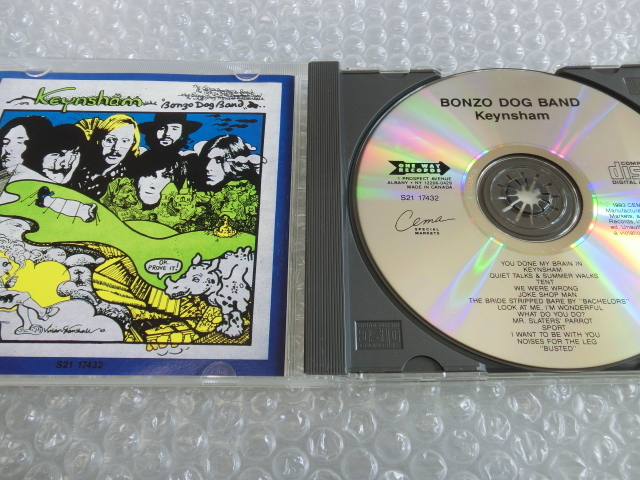 Keynsham
Bonzo Dog Band
OK.
PROVE IT!
S21 17432
BONZO DOG BAND
Keynsham
ONE WAY
RECORDS
1 PROSPECT AVENUE
ALBANY • NY 12206-0429
MADE IN CANADA
S21 17432
Cema
SPECIAL
MARKETS
YOU DONE MY BRAIN IN
KEYNSHAM
QUIET TALKS & SUMMER WALKS
TENT
WE WERE WRONG
JOKE SHOP MAN
THE BRIDE STRIPPED BARE BY "BACHELORS"
LOOK AT ME, I'M WONDERFUL
WHAT DO YOU DO?
MR. SLATERS' PARROT
SPORT
I WANT TO BE WITH YOU
NOISES FOR THE LEG
"BUSTED"